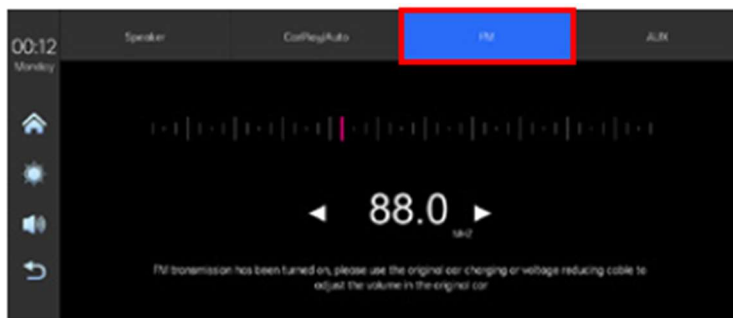 00:12
Monday
Speaker
CarPlay/Auto
FM
AUX
88.0
MHZ
FM transmission has been turned on, please use the original car charging or voltage reducing cable to
adjust the volume in the original car